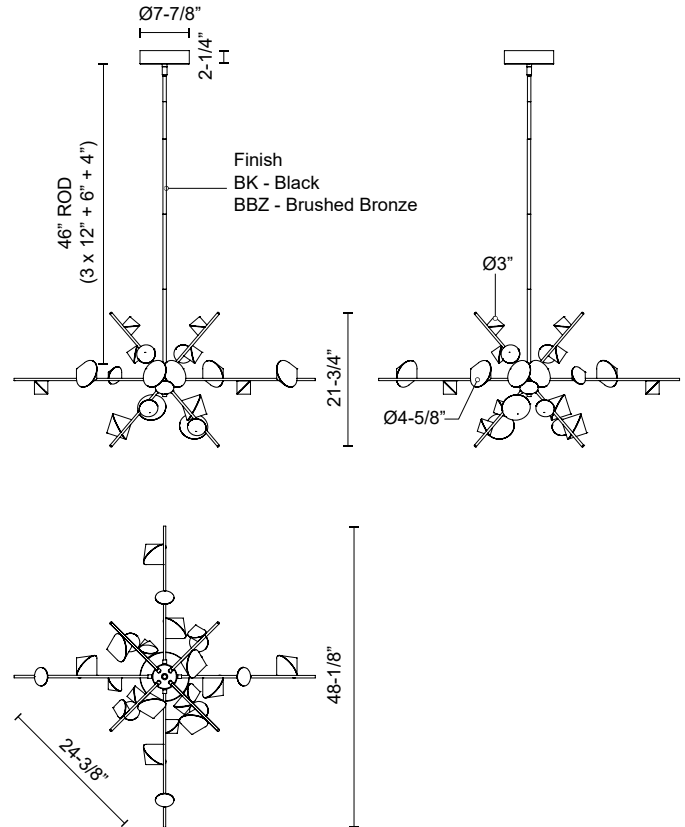 Ø7-7/8”
2-1/4”
46” ROD
(3 x 12” + 6” + 4”)
Finish
BK - Black
BBZ - Brushed Bronze
21-3/4”
Ø3”
Ø4-5/8”
48-1/8”
24-3/8”